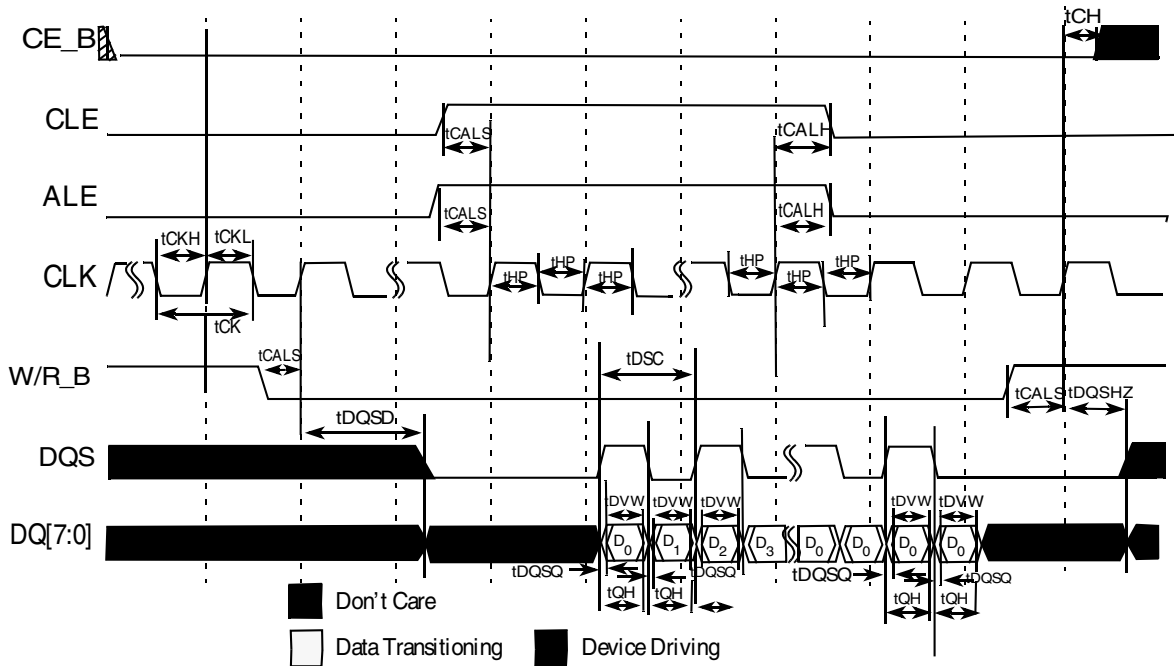 tCH
CE_B
CLE
tCALS
tCALH
ALE
tCALS
tCALH
tCKH tCKL
CLK
tHP tHP tHP tHP tHP tHP
tCK
tCALS
tDSC
W/R_B
tCALS tDQSHZ
tDQSD
DQS
tDVW tDVW tDVW tDVW tDVW
DQ[7:0]
D0 D1 D2 D3 D0 D0 D0 D0
tDQSQ tDQSQ tDQSQ tDQSQ
tQH tQH tQH tQH
Don't Care
Data Transitioning Device Driving